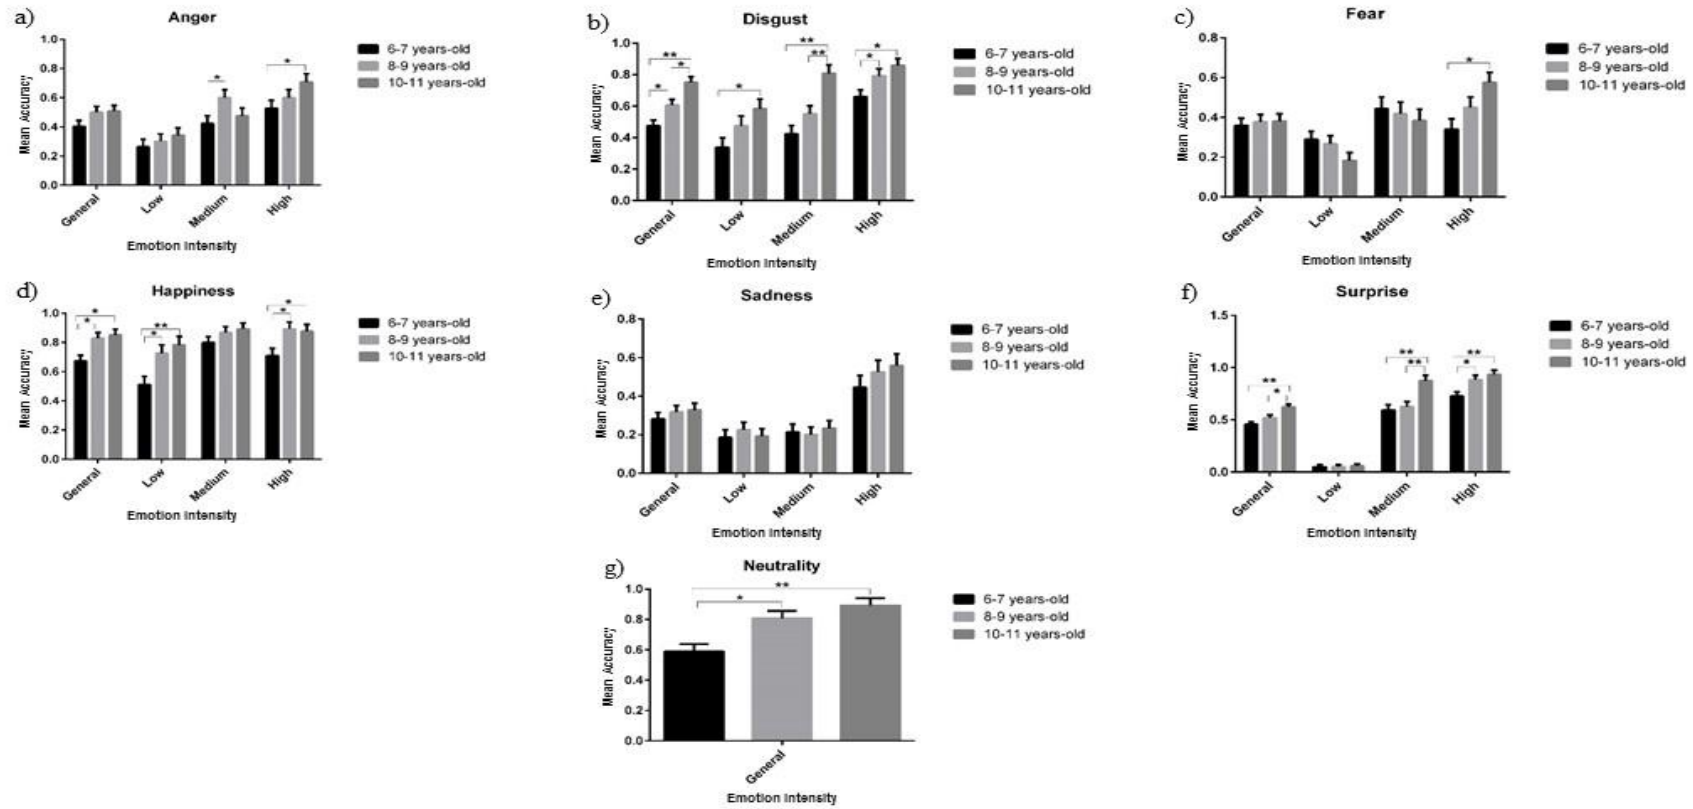 a)
Anger
Mean Accuracy
1.0
0.8
0.6
0.4
0.2
0.0
*
*
General
Low
Medium
High
Emotion Intensity
6-7 years-old
8-9 years-old
10-11 years-old
b)
Disgust
Mean Accuracy
1.0
0.8
0.6
0.4
0.2
0.0
**
*
*
*
**
**
*
*
General
Low
Medium
High
Emotion Intensity
6-7 years-old
8-9 years-old
10-11 years-old
c)
Fear
Mean Accuracy
0.8
0.6
0.4
0.2
0.0
*
General
Low
Medium
High
Emotion Intensity
6-7 years-old
8-9 years-old
10-11 years-old
d)
Happiness
Mean Accuracy
1.0
0.8
0.6
0.4
0.2
0.0
*
*
**
*
*
*
General
Low
Medium
High
Emotion Intensity
6-7 years-old
8-9 years-old
10-11 years-old
e)
Sadness
Mean Accuracy
0.8
0.6
0.4
0.2
0.0
General
Low
Medium
High
Emotion Intensity
6-7 years-old
8-9 years-old
10-11 years-old
f)
Surprise
Mean Accuracy
1.5
1.0
0.5
0.0
**
*
**
**
**
*
General
Low
Medium
High
Emotion Intensity
6-7 years-old
8-9 years-old
10-11 years-old
g)
Neutrality
Mean Accuracy
1.0
0.8
0.6
0.4
0.2
0.0
**
*
General
Emotion Intensity
6-7 years-old
8-9 years-old
10-11 years-old